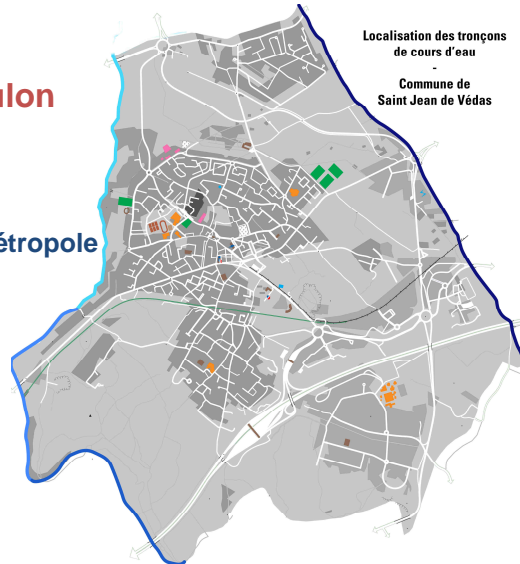 Localisation des tronçons
de cours d'eau
-
Commune de
Saint Jean de Védas
ulon
étropole